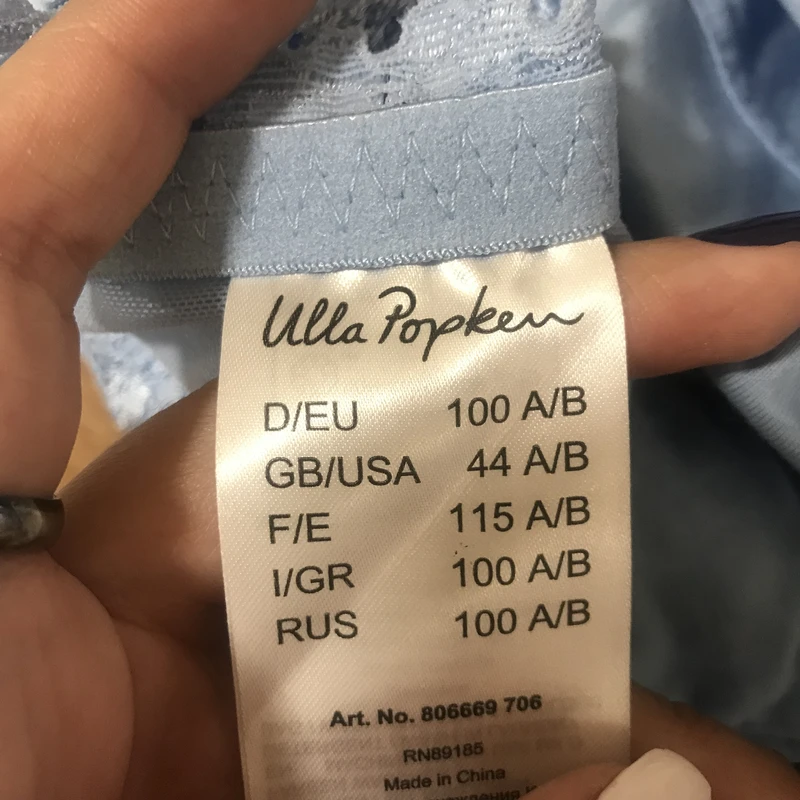 Ulla Popken
D/EU 100 A/B
GB/USA 44 A/B
F/E 115 A/B
I/GR 100 A/B
RUS 100 A/B
Art. No. 806669 706
RN89185
Made in China